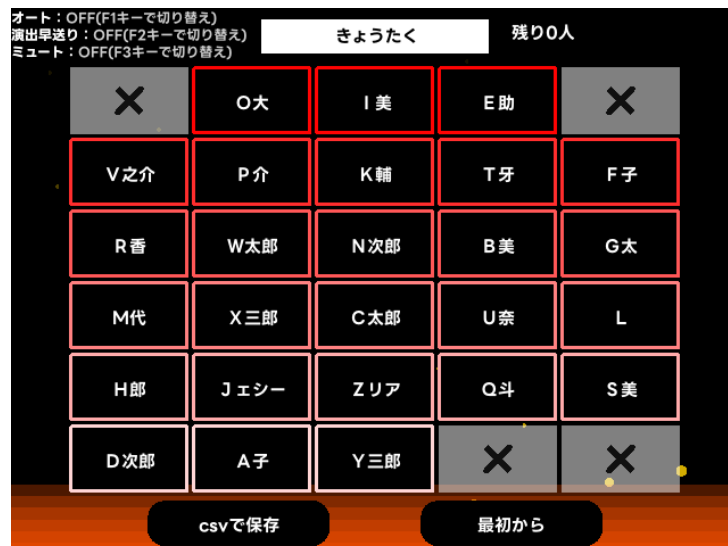 オート：OFF(F1キーで切り替え)
演出早送り：OFF(F2キーで切り替え)
ミュート：OFF(F3キーで切り替え)
きょうたく
残り0人
O大 I美 E助
V之介 P介 K輔 T牙 F子
R香 W太郎 N次郎 B美 G太
M代 X三郎 C太郎 U奈 L
H郎 Jェシー Zリア Q斗 S美
D次郎 A子 Y三郎
csvで保存 最初から